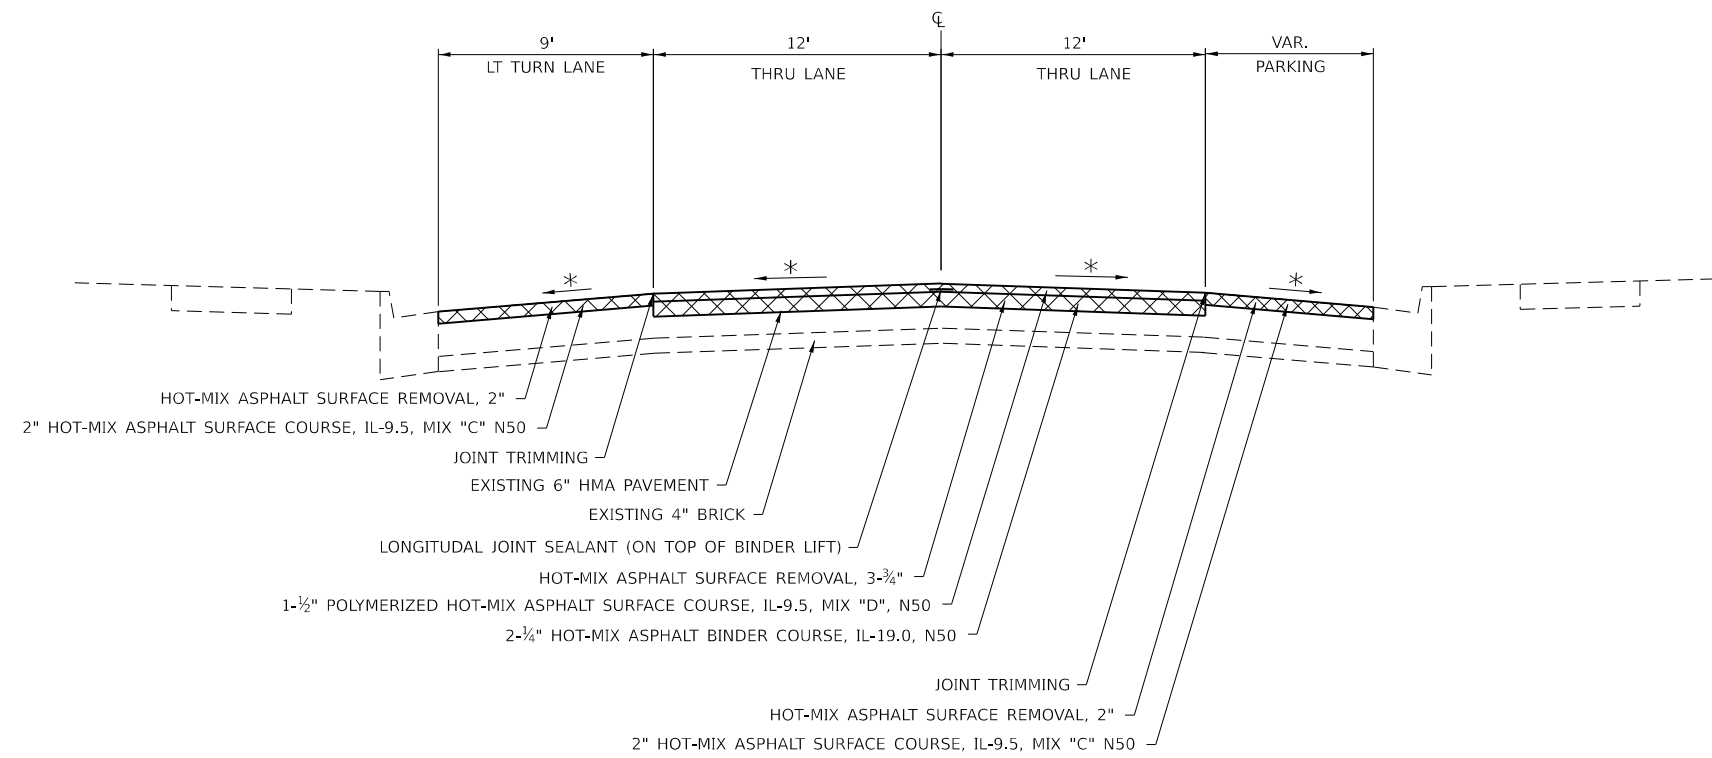 ℄
9'
LT TURN LANE
12'
THRU LANE
12'
THRU LANE
VAR.
PARKING
*
*
*
*
HOT-MIX ASPHALT SURFACE REMOVAL, 2"
2" HOT-MIX ASPHALT SURFACE COURSE, IL-9.5, MIX "C" N50
JOINT TRIMMING
EXISTING 6" HMA PAVEMENT
EXISTING 4" BRICK
LONGITUDAL JOINT SEALANT (ON TOP OF BINDER LIFT)
HOT-MIX ASPHALT SURFACE REMOVAL, 3-¾"
1-½" POLYMERIZED HOT-MIX ASPHALT SURFACE COURSE, IL-9.5, MIX "D", N50
2-¼" HOT-MIX ASPHALT BINDER COURSE, IL-19.0, N50
JOINT TRIMMING
HOT-MIX ASPHALT SURFACE REMOVAL, 2"
2" HOT-MIX ASPHALT SURFACE COURSE, IL-9.5, MIX "C" N50